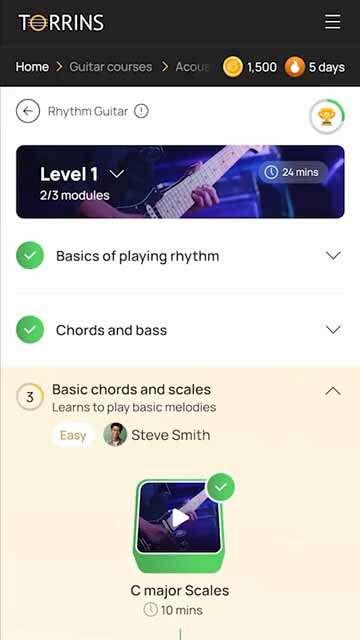 TORRINS
Home > Guitar courses > Acous
1,500
5 days
Rhythm Guitar
Level 1
2/3 modules
24 mins
Basics of playing rhythm
Chords and bass
3
Basic chords and scales
Learns to play basic melodies
Easy
Steve Smith
C major Scales
10 mins